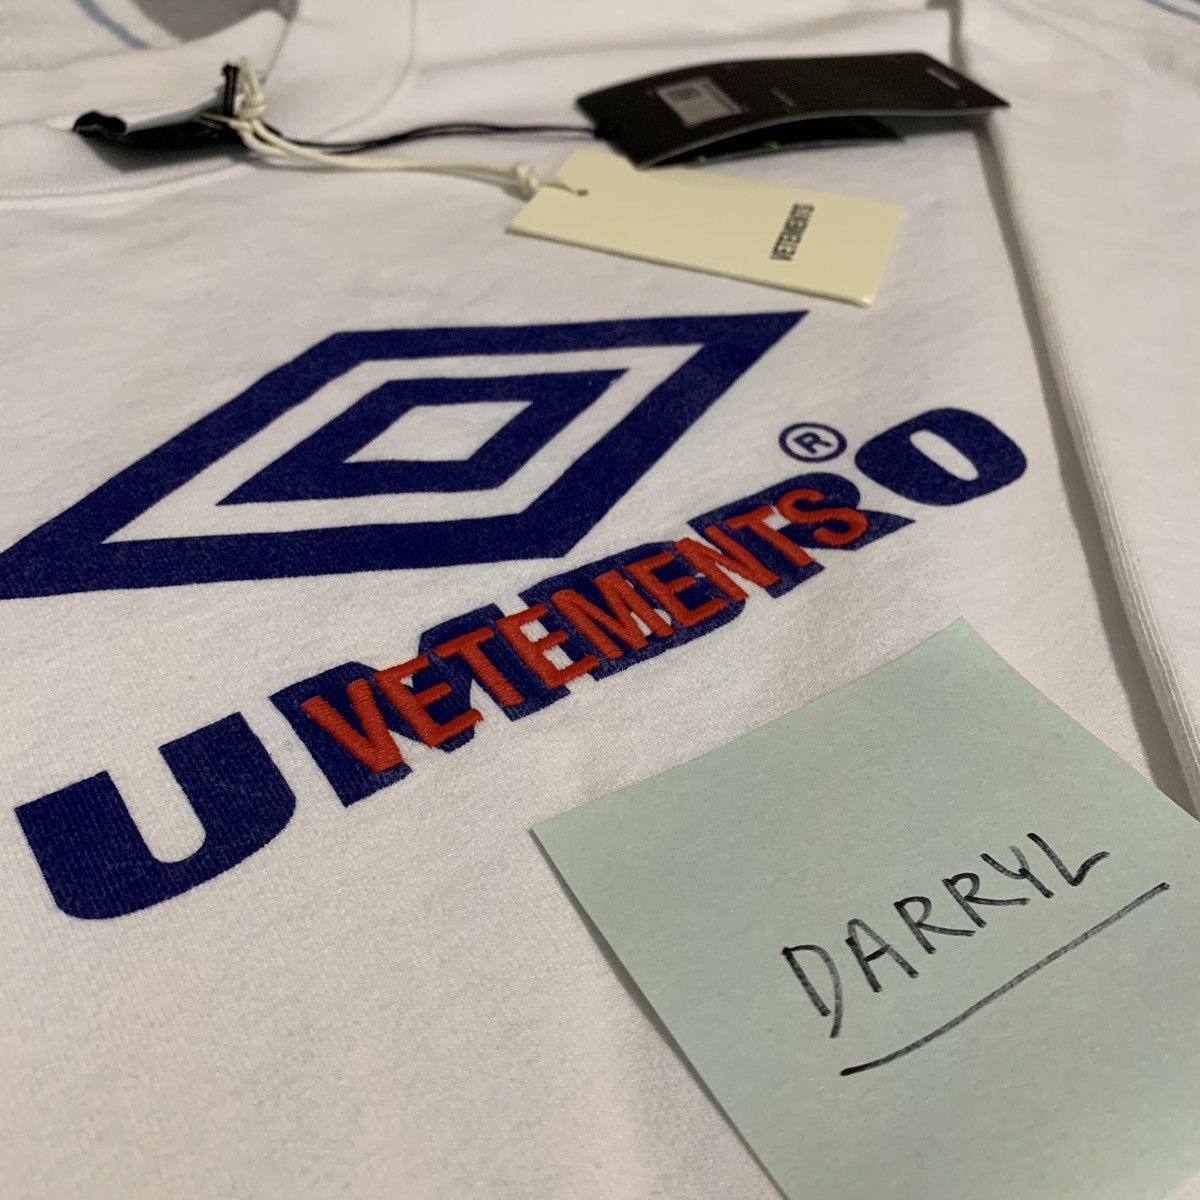 VETEMENTS
®
UMBRO
VETEMENTS
DARRYL